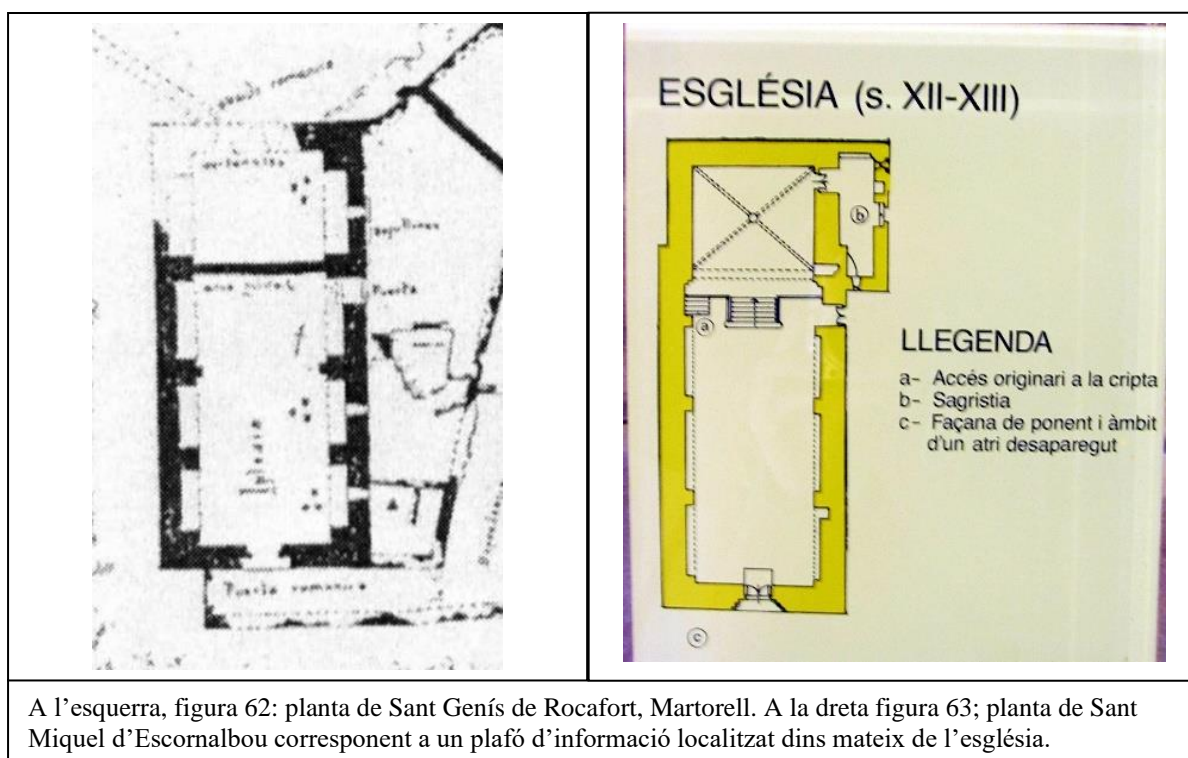 Puerta
Puerta romanica
ESGLÉSIA (s. XII-XIII)
b
a
LLEGENDA
a- Accés originari a la cripta
b- Sagristia
c- Façana de ponent i àmbit
d'un atri desaparegut
c
A l'esquerra, figura 62: planta de Sant Genís de Rocafort, Martorell. A la dreta figura 63; planta de Sant
Miquel d'Escornalbou corresponent a un plafó d'informació localitzat dins mateix de l'església.